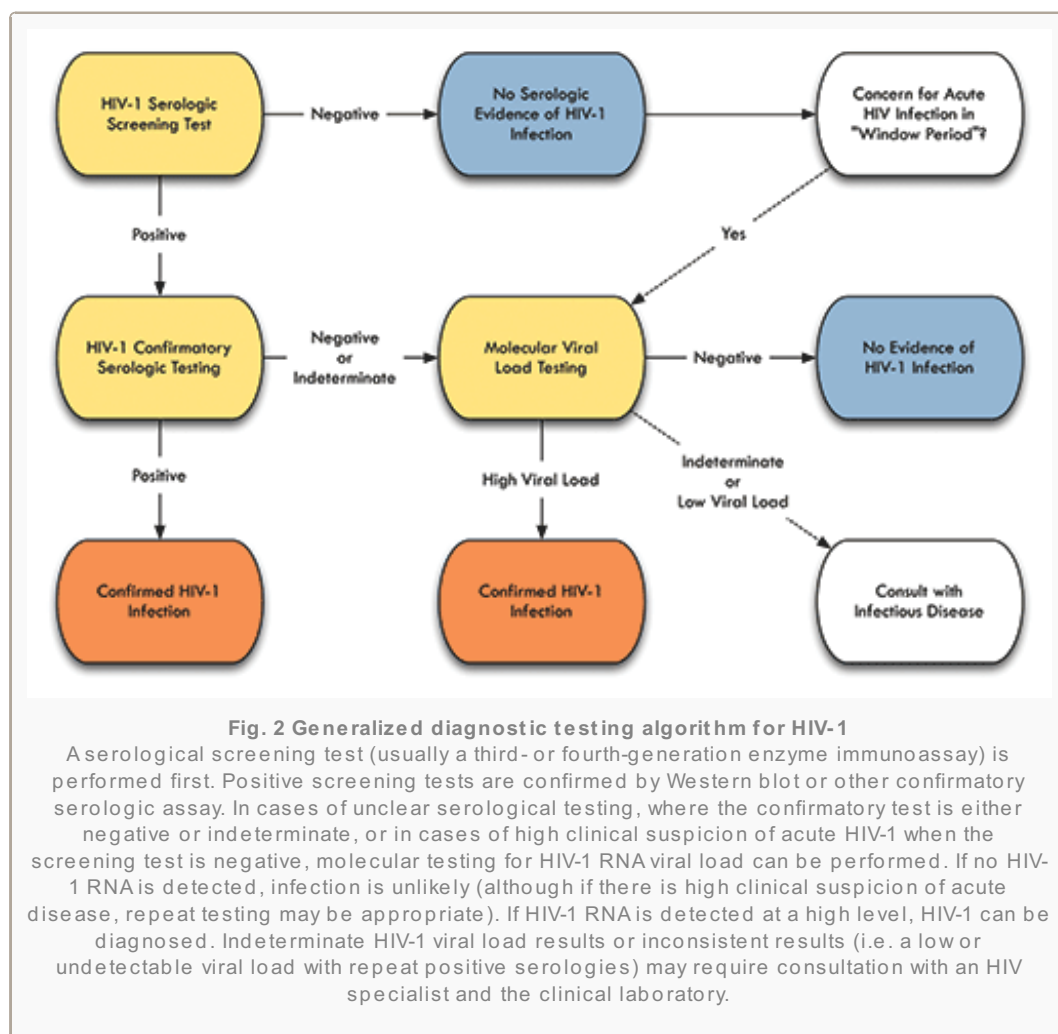 HIV-1 Serologic
Screening Test
Negative
No Serologic
Evidence of HIV-1
Infection
Concern for Acute
HIV Infection in
"Window Period"?
Positive
Yes
HIV-1 Confirmatory
Serologic Testing
Negative
or
Indeterminate
Molecular Viral
Load Testing
Negative
No Evidence of
HIV-1 Infection
Positive
High Viral Load
Indeterminate
or
Low Viral Load
Confirmed HIV-1
Infection
Confirmed HIV-1
Infection
Consult with
Infectious Disease
Fig. 2 Generalized diagnostic testing algorithm for HIV-1
A serological screening test (usually a third- or fourth-generation enzyme immunoassay) is
performed first. Positive screening tests are confirmed by Western blot or other confirmatory
serologic assay. In cases of unclear serological testing, where the confirmatory test is either
negative or indeterminate, or in cases of high clinical suspicion of acute HIV-1 when the
screening test is negative, molecular testing for HIV-1 RNA viral load can be performed. If no HIV-
1 RNA is detected, infection is unlikely (although if there is high clinical suspicion of acute
disease, repeat testing may be appropriate). If HIV-1 RNA is detected at a high level, HIV-1 can be
diagnosed. Indeterminate HIV-1 viral load results or inconsistent results (i.e. a low or
undetectable viral load with repeat positive serologies) may require consultation with an HIV
specialist and the clinical laboratory.